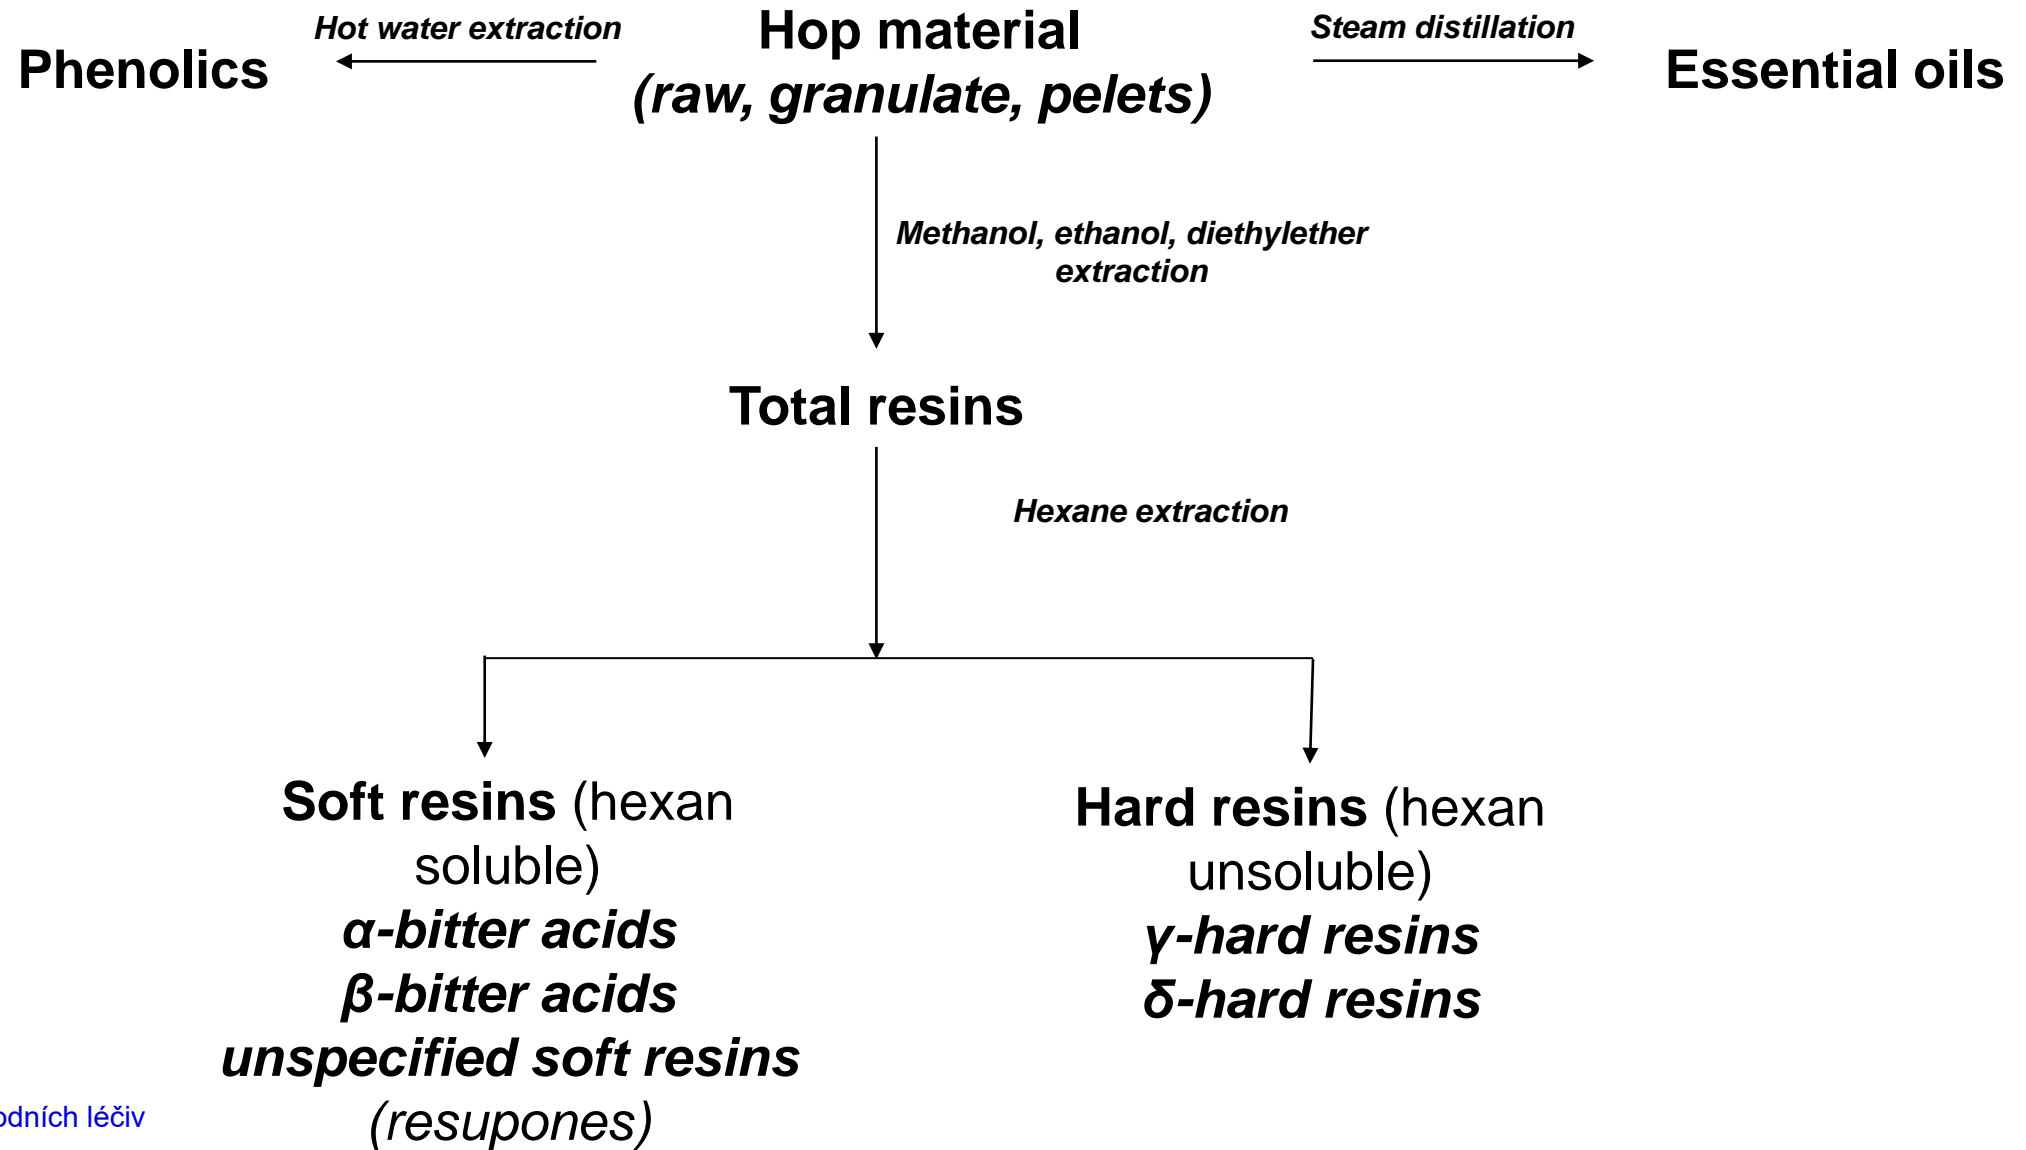 Hot water extraction
Phenolics
Hop material
(raw, granulate, pelets)
Steam distillation
Essential oils
Methanol, ethanol, diethylether
extraction
Total resins
Hexane extraction
Soft resins (hexan
soluble)
α-bitter acids
β-bitter acids
unspecified soft resins
(resupones)
Hard resins (hexan
unsoluble)
γ-hard resins
δ-hard resins
léčiv